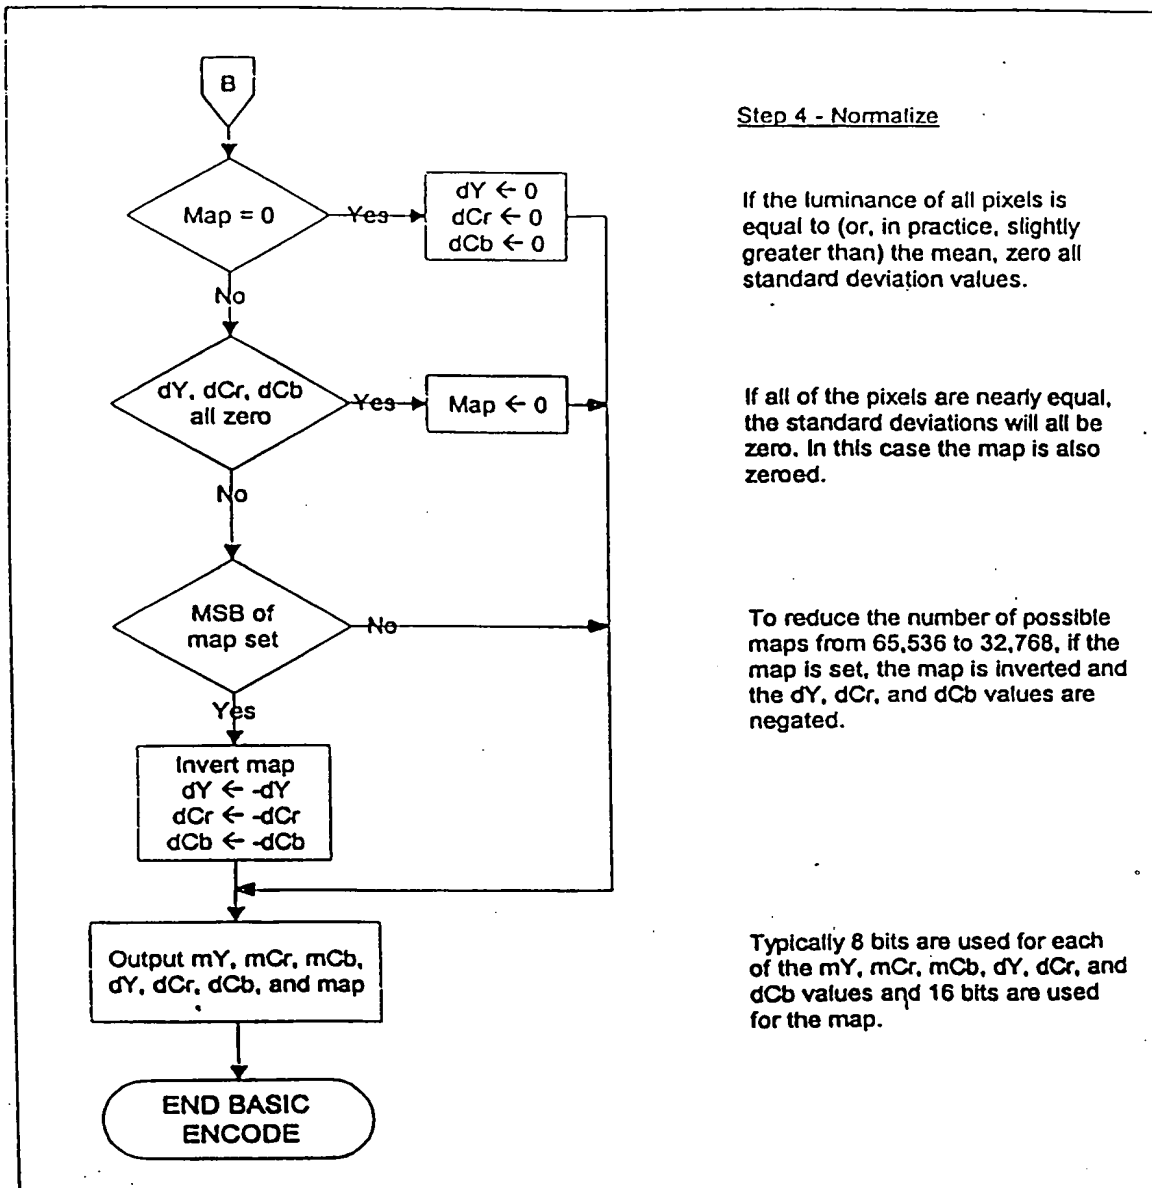 B
Step 4 - Normalize
Map = 0
Yes
dY ← 0
dCr ← 0
dCb ← 0
If the luminance of all pixels is
equal to (or, in practice, slightly
greater than) the mean, zero all
standard deviation values.
No
dY, dCr, dCb
all zero
Yes
Map ← 0
If all of the pixels are nearly equal,
the standard deviations will all be
zero. In this case the map is also
zeroed.
No
MSB of
map set
No
To reduce the number of possible
maps from 65,536 to 32,768, if the
map is set, the map is inverted and
the dY, dCr, and dCb values are
negated.
Yes
Invert map
dY ← -dY
dCr ← -dCr
dCb ← -dCb
Output mY, mCr, mCb,
dY, dCr, dCb, and map
Typically 8 bits are used for each
of the mY, mCr, mCb, dY, dCr, and
dCb values and 16 bits are used
for the map.
END BASIC
ENCODE